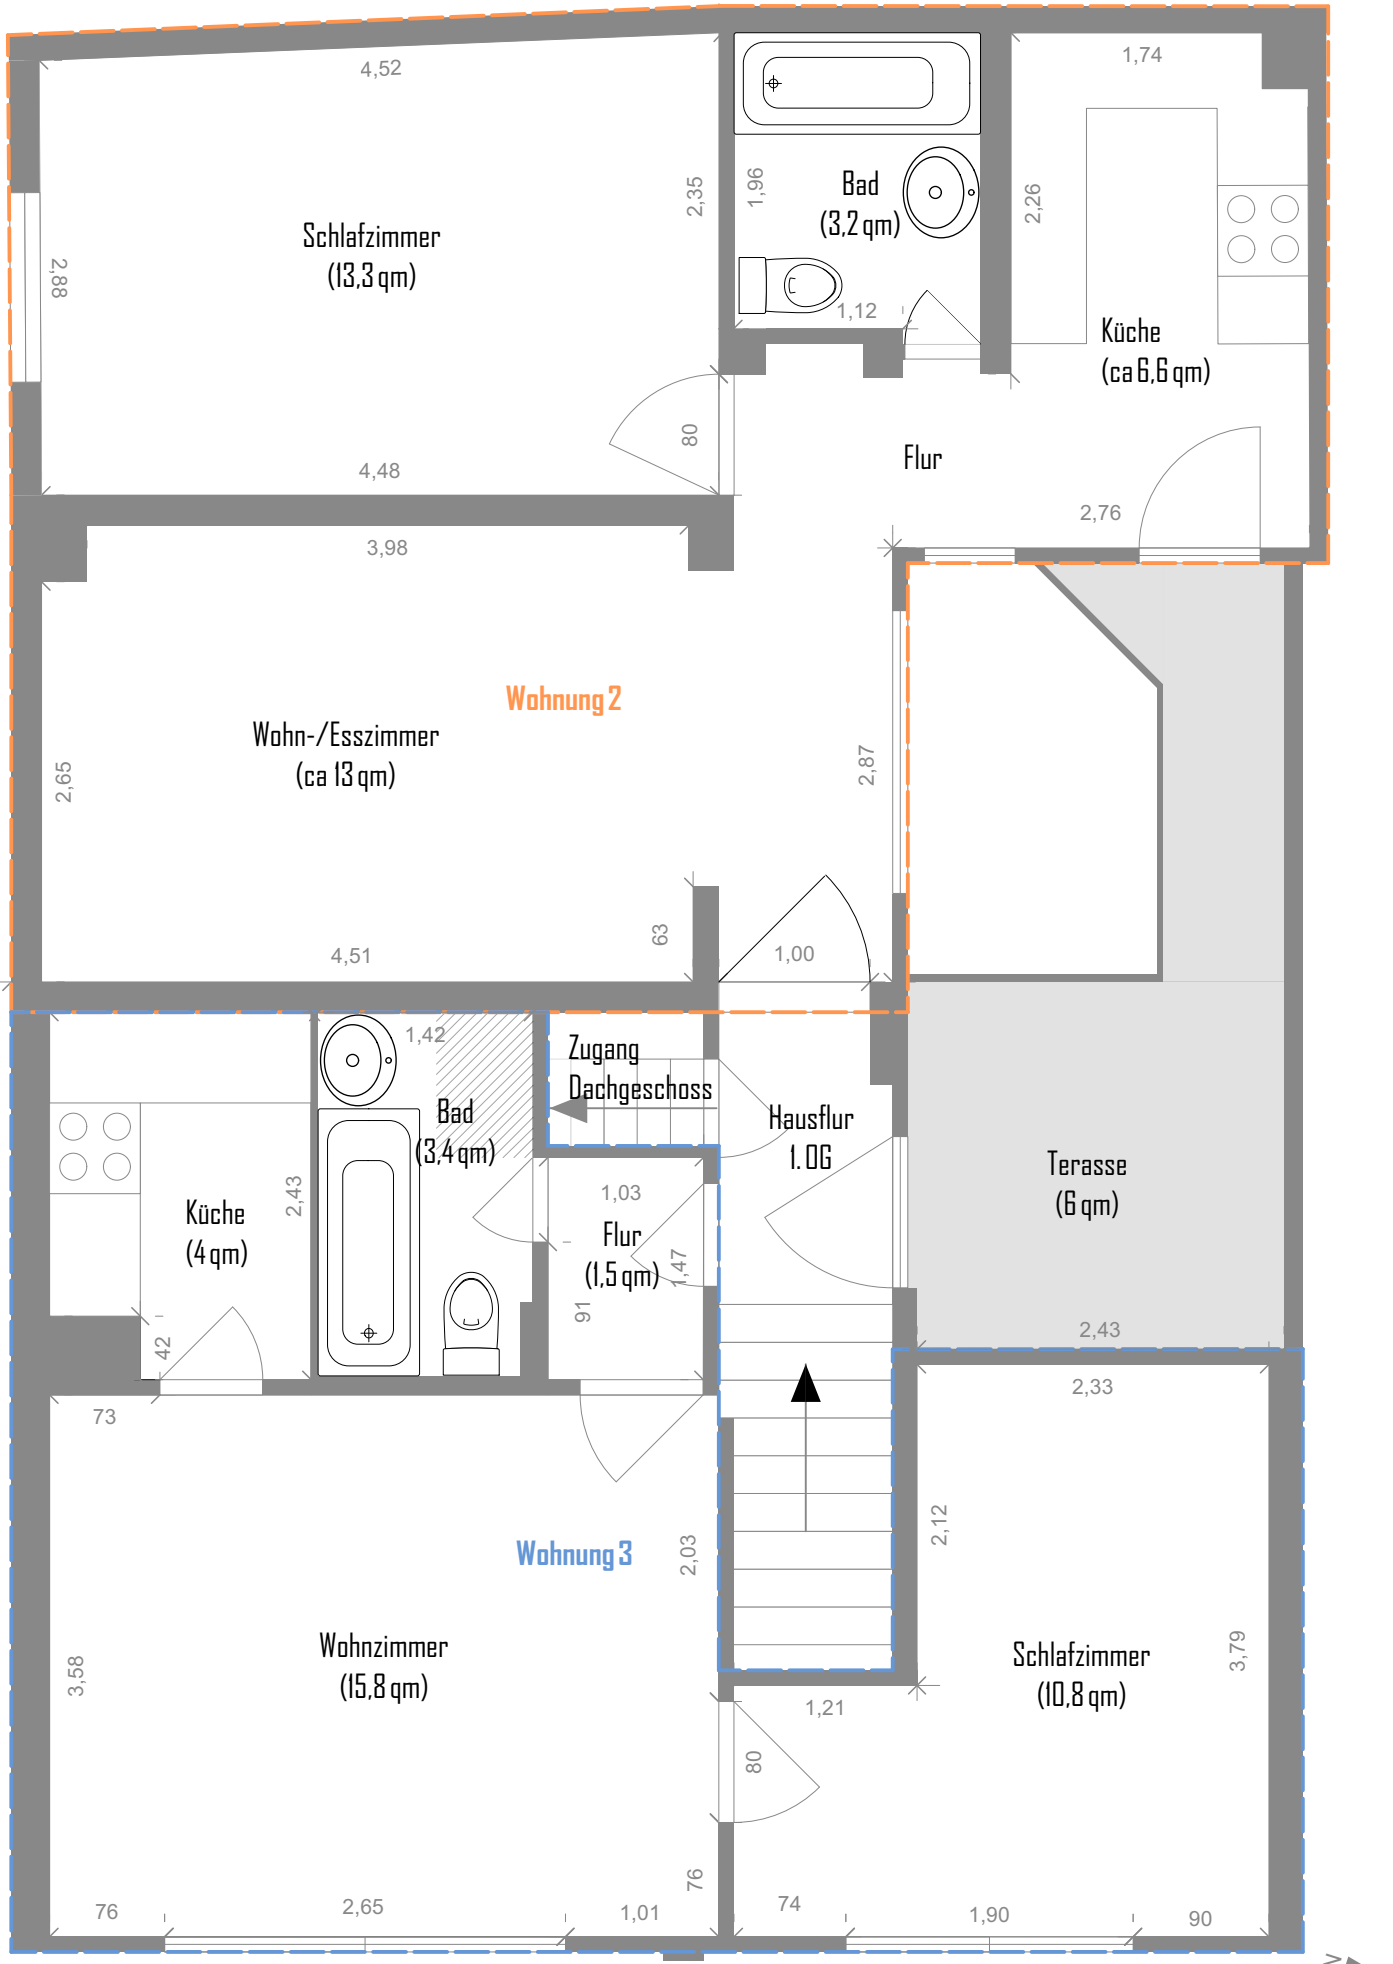 4,52
1,74
Bad
(3,2 qm)
1,96
2,35
2,26
Schlafzimmer
(13,3 qm)
2,88
1,12
Küche
(ca 6,6 qm)
80
Flur
4,48
2,76
3,98
Wohnung 2
Wohn-/Esszimmer
(ca 13 qm)
2,65
2,87
63
4,51
1,00
1,42
Zugang
Dachgeschoss
Bad
(3,4 qm)
Hausflur
1. OG
Terasse
(6 qm)
2,43
1,03
Küche
(4 qm)
Flur
(1,5 qm)
1,47
91
42
2,43
73
2,33
2,12
Wohnung 3
2,03
Wohnzimmer
(15,8 qm)
3,58
Schlafzimmer
(10,8 qm)
3,79
1,21
80
76
76
2,65
1,01
74
1,90
90